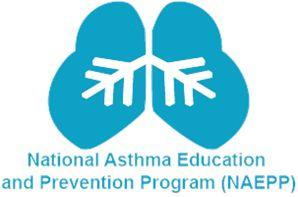 National Asthma Education
and Prevention Program (NAEPP)